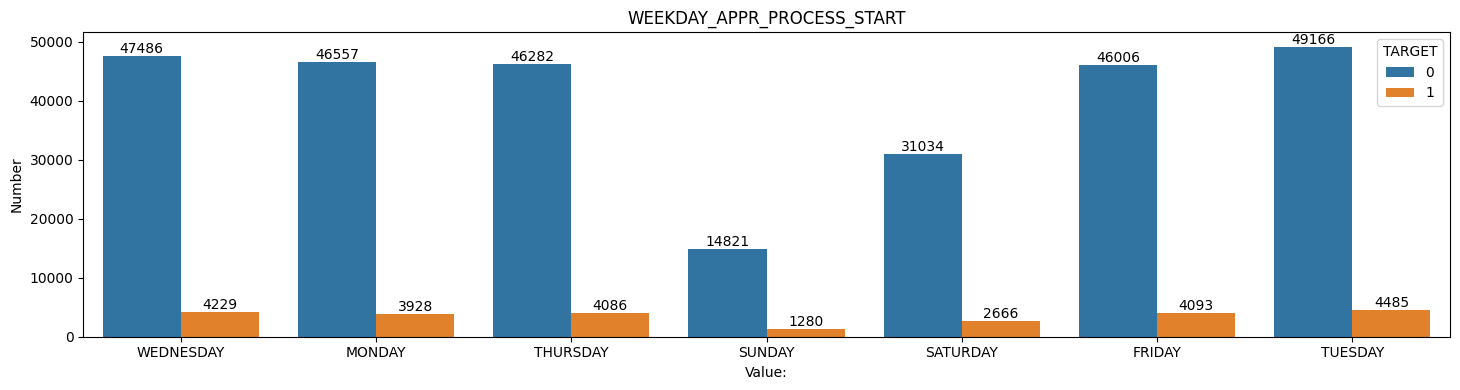 WEEKDAY_APPR_PROCESS_START
Number
50000
40000
30000
20000
10000
0
47486
4229
46557
3928
46282
4086
14821
1280
31034
2666
46006
4093
49166
4485
TARGET
0
1
WEDNESDAY
MONDAY
THURSDAY
SUNDAY
SATURDAY
FRIDAY
TUESDAY
Value: